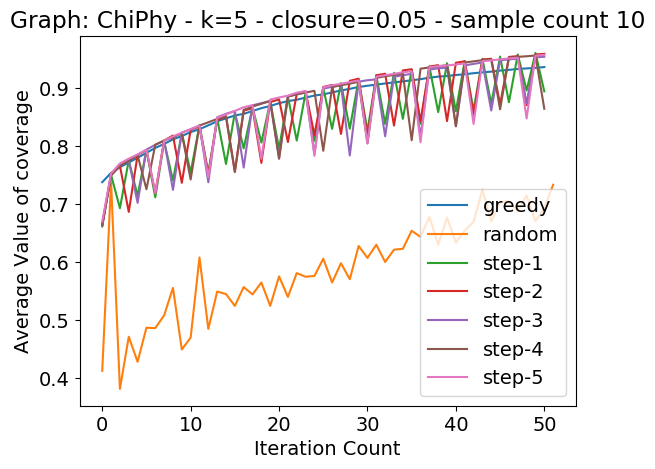 Graph: ChiPhy - k=5 - closure=0.05 - sample count 10
Average Value of coverage
0.9
0.8
0.7
0.6
0.5
0.4
greedy
random
step-1
step-2
step-3
step-4
step-5
0 10 20 30 40 50
Iteration Count